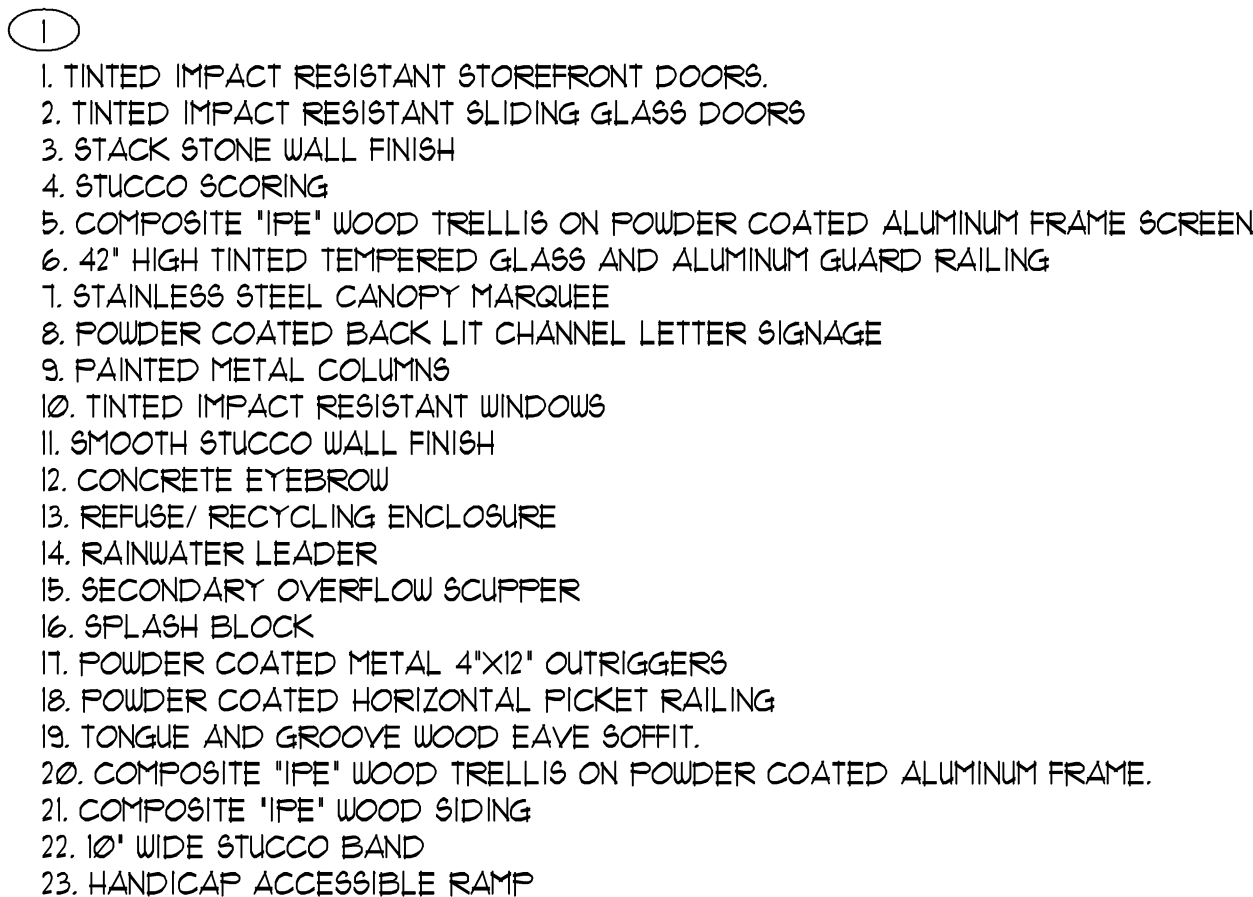 1
1. TINTED IMPACT RESISTANT STOREFRONT DOORS.
2. TINTED IMPACT RESISTANT SLIDING GLASS DOORS
3. STACK STONE WALL FINISH
4. STUCCO SCORING
5. COMPOSITE "IPE" WOOD TRELLIS ON POWDER COATED ALUMINUM FRAME SCREEN
6. 42" HIGH TINTED TEMPERED GLASS AND ALUMINUM GUARD RAILING
7. STAINLESS STEEL CANOPY MARQUEE
8. POWDER COATED BACK LIT CHANNEL LETTER SIGNAGE
9. PAINTED METAL COLUMNS
10. TINTED IMPACT RESISTANT WINDOWS
11. SMOOTH STUCCO WALL FINISH
12. CONCRETE EYEBROW
13. REFUSE/ RECYCLING ENCLOSURE
14. RAINWATER LEADER
15. SECONDARY OVERFLOW SCUPPER
16. SPLASH BLOCK
17. POWDER COATED METAL 4"X12" OUTRIGGERS
18. POWDER COATED HORIZONTAL PICKET RAILING
19. TONGUE AND GROOVE WOOD EAVE SOFFIT.
20. COMPOSITE "IPE" WOOD TRELLIS ON POWDER COATED ALUMINUM FRAME.
21. COMPOSITE "IPE" WOOD SIDING
22. 10" WIDE STUCCO BAND
23. HANDICAP ACCESSIBLE RAMP